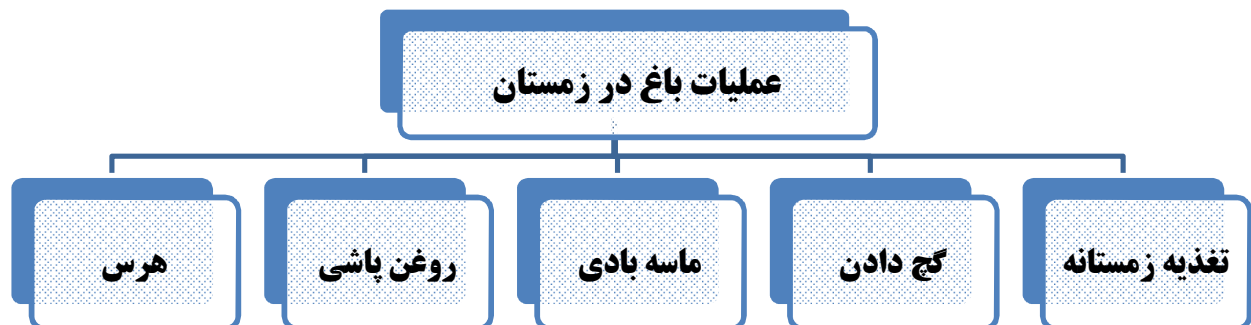 عملیات باغ در زمستان
تغذیه زمستانه
گچ دادن
ماسه بادی
روغن پاشی
هرس